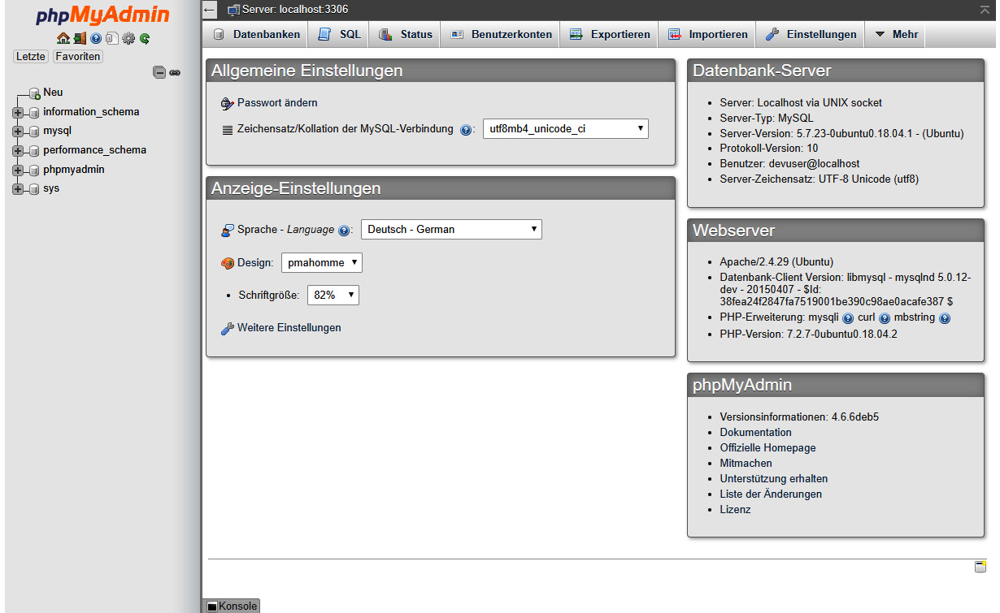 phpMyAdmin
Letzte Favoriten
Neu
information_schema
mysql
performance_schema
phpmyadmin
sys
Server: localhost:3306
Datenbanken SQL Status Benutzerkonten Exportieren Importieren Einstellungen Mehr
Allgemeine Einstellungen
Passwort ändern
Zeichensatz/Kollation der MySQL-Verbindung : utf8mb4_unicode_ci
Anzeige-Einstellungen
Sprache - Language : Deutsch - German
Design: pmahomme
Schriftgröße: 82%
Weitere Einstellungen
Datenbank-Server
Server: Localhost via UNIX socket
Server-Typ: MySQL
Server-Version: 5.7.23-0ubuntu0.18.04.1 - (Ubuntu)
Protokoll-Version: 10
Benutzer: devuser@localhost
Server-Zeichensatz: UTF-8 Unicode (utf8)
Webserver
Apache/2.4.29 (Ubuntu)
Datenbank-Client Version: libmysql - mysqlnd 5.0.12-
dev - 20150407 - $Id:
38fea24f2847fa7519001be390c98ae0acafe387 $
PHP-Erweiterung: mysqli curl mbstring
PHP-Version: 7.2.7-0ubuntu0.18.04.2
phpMyAdmin
Versionsinformationen: 4.6.6deb5
Dokumentation
Offizielle Homepage
Mitmachen
Unterstützung erhalten
Liste der Änderungen
Lizenz
Konsole